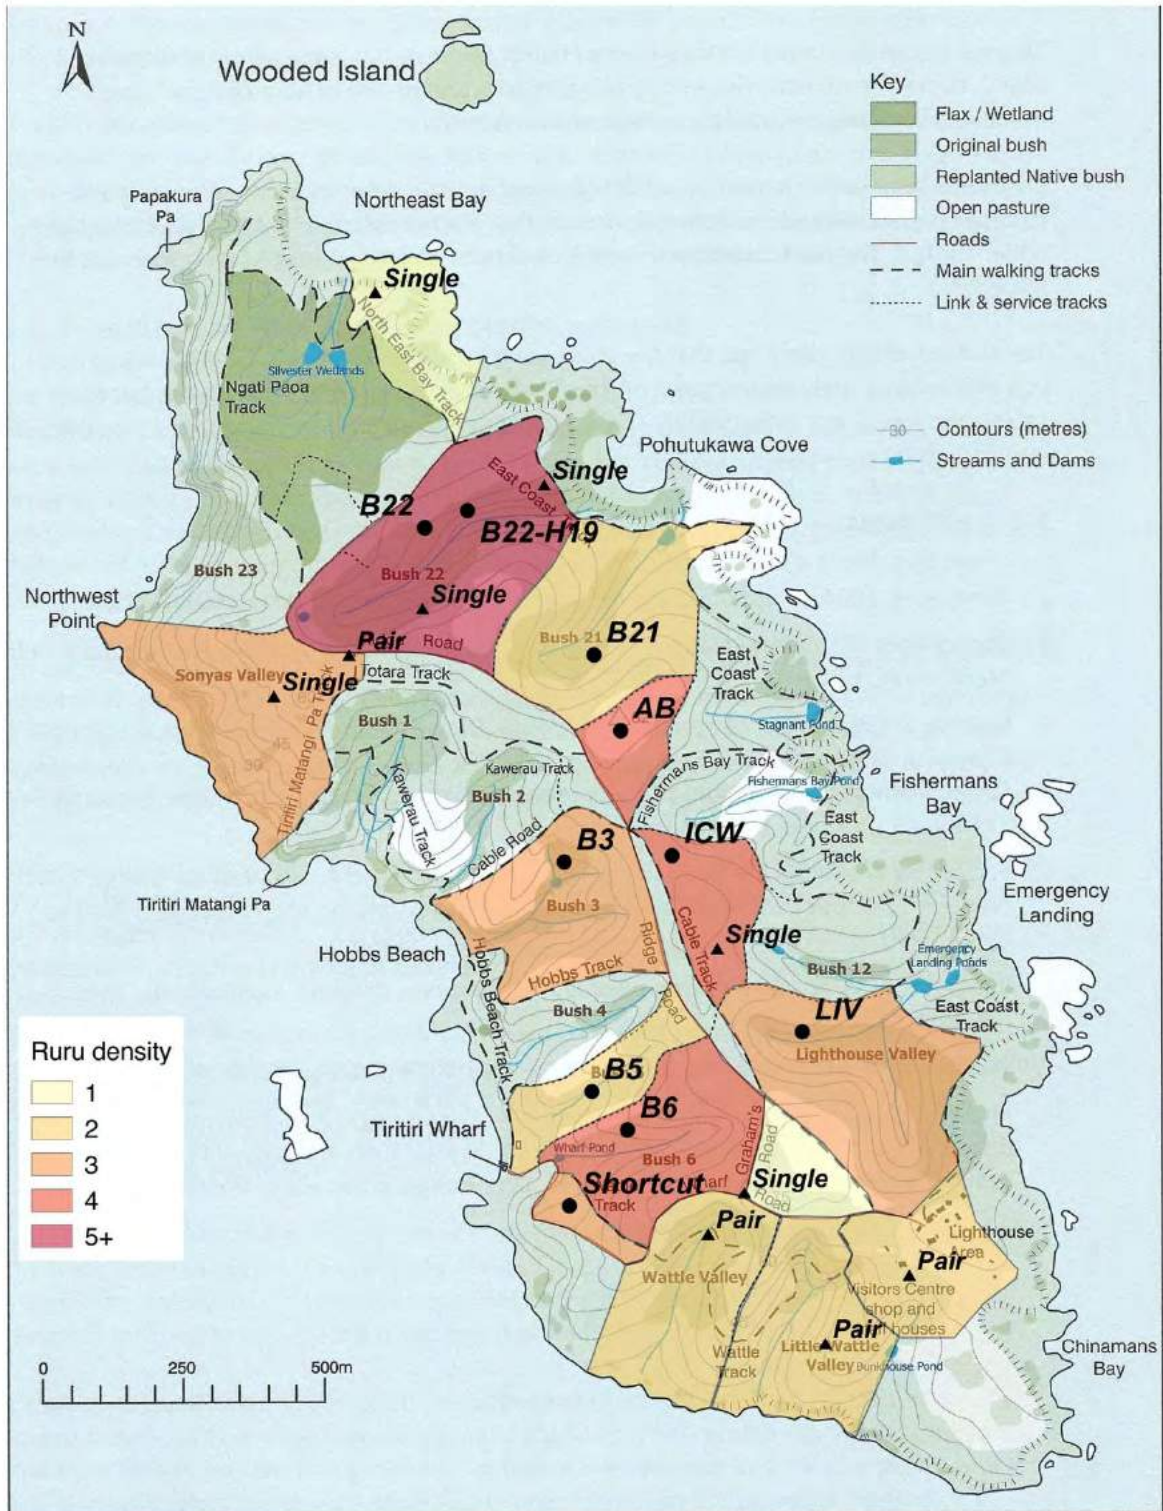 N
Wooded Island
Key
Flax / Wetland
Original bush
Replanted Native bush
Open pasture
Roads
Main walking tracks
Link & service tracks
30 Contours (metres)
Streams and Dams
Papakura
Pa
Northeast Bay
Single
North East Bay Track
Silvester Wetlands
Ngati Paoa
Track
Pohutukawa Cove
East Coast
Single
B22
B22-H19
Bush 23
Bush 22
Single
Northwest
Point
Pair
Road
Bush 21
B21
Sonyas Valley
Single
Totara Track
East
Coast
Track
Tiritiri Matangi Pa Track
45
30
Bush 1
AB
Stagnant Pond
Kawerau Track
Kawerau Track
Bush 2
Fishermans Bay Track
Fishermans Bay Pond
Fishermans
Bay
Cable Road
B3
ICW
East
Coast
Track
Tiritiri Matangi Pa
Bush 3
Emergency
Landing
Hobbs Beach
Ridge
Road
Cable Track
Single
Hobbs Track
Hobbs Beach Track
Bush 12
Emergency
Landing Ponds
Bush 4
LIV
East Coast
Track
Lighthouse Valley
Ruru density
1
2
3
4
5+
B5
B6
Tiritiri Wharf
Wharf Pond
Bush 6
Graham's
Road
Shortcut
Track
Single
Road
Pair
Wattle Valley
Lighthouse
Area
Pair
Visitors Centre
shop and
houses
Pair
Wattle
Track
Little Wattle
Valley
Bunkhouse Pond
Chinamans
Bay
0 250 500m